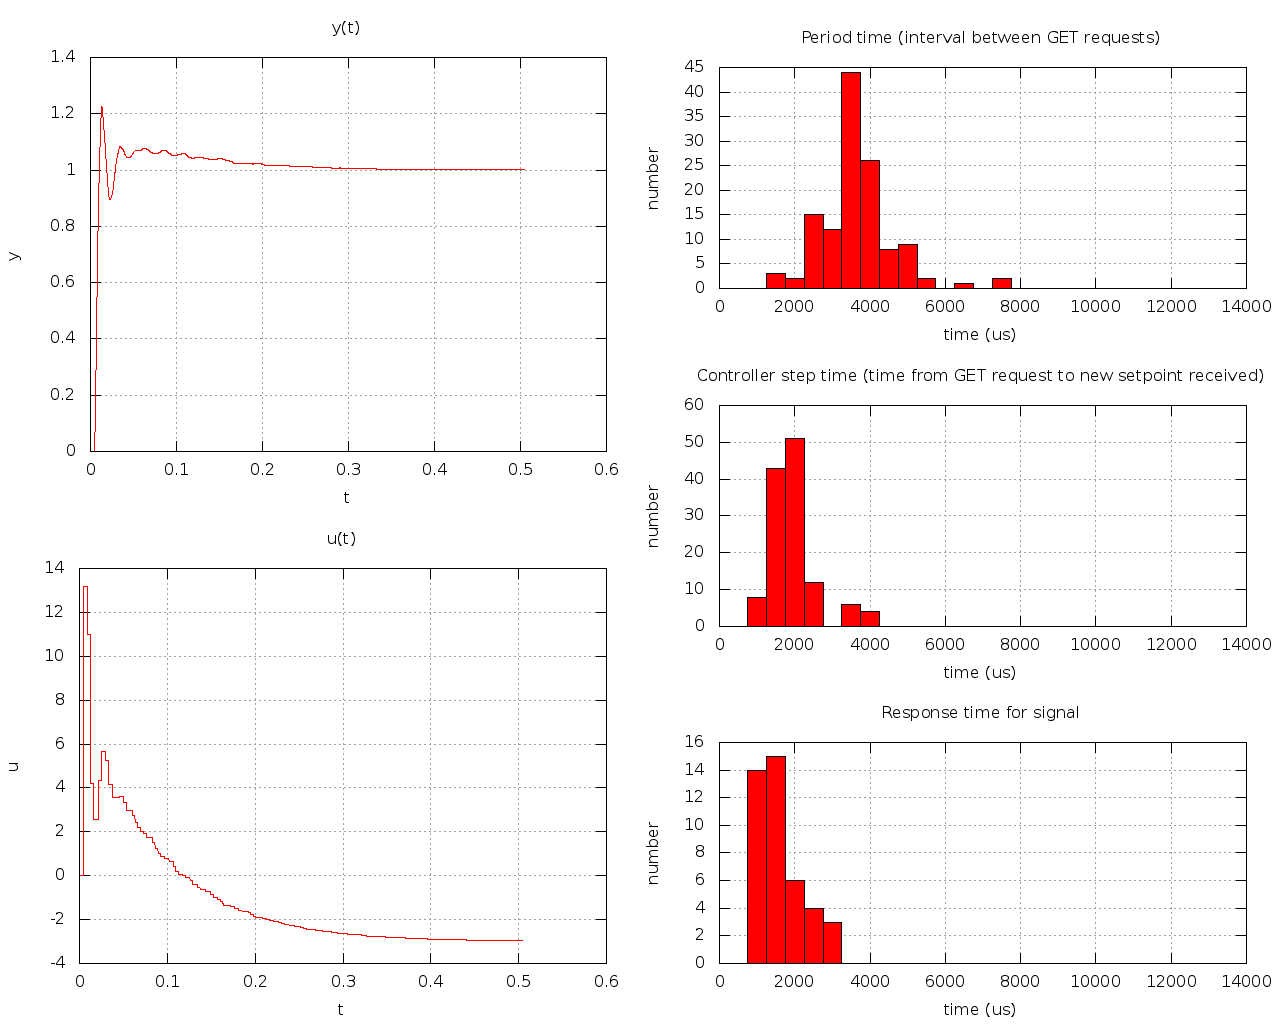 y(t)
1.4
1.2
1
0.8
0.6
0.4
0.2
0
y
0 0.1 0.2 0.3 0.4 0.5 0.6
t
u(t)
14
12
10
8
6
4
2
0
-2
-4
u
0 0.1 0.2 0.3 0.4 0.5 0.6
t
Period time (interval between GET requests)
45
40
35
30
25
20
15
10
5
0
number
0 2000 4000 6000 8000 10000 12000 14000
time (us)
Controller step time (time from GET request to new setpoint received)
60
50
40
30
20
10
0
number
0 2000 4000 6000 8000 10000 12000 14000
time (us)
Response time for signal
16
14
12
10
8
6
4
2
0
number
0 2000 4000 6000 8000 10000 12000 14000
time (us)